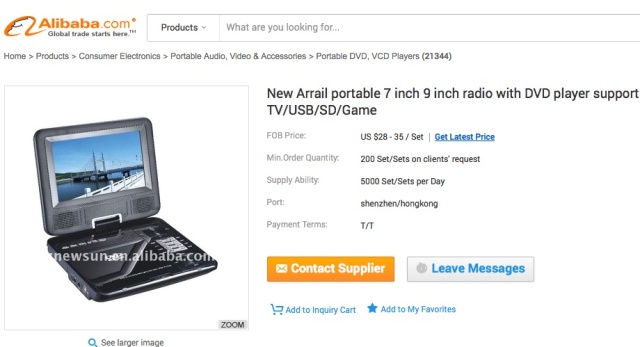 Alibaba.com
Global trade starts here.™
Products
What are you looking for...
Home > Products > Consumer Electronics > Portable Audio, Video & Accessories > Portable DVD, VCD Players (21344)
New Arrail portable 7 inch 9 inch radio with DVD player support
TV/USB/SD/Game
FOB Price: US $28 - 35 / Set | Get Latest Price
Min.Order Quantity: 200 Set/Sets on clients' request
Supply Ability: 5000 Set/Sets per Day
Port: shenzhen/hongkong
Payment Terms: T/T
newsun.en.alibaba.com
Contact Supplier
Leave Messages
Add to Inquiry Cart
Add to My Favorites
ZOOM
See larger image